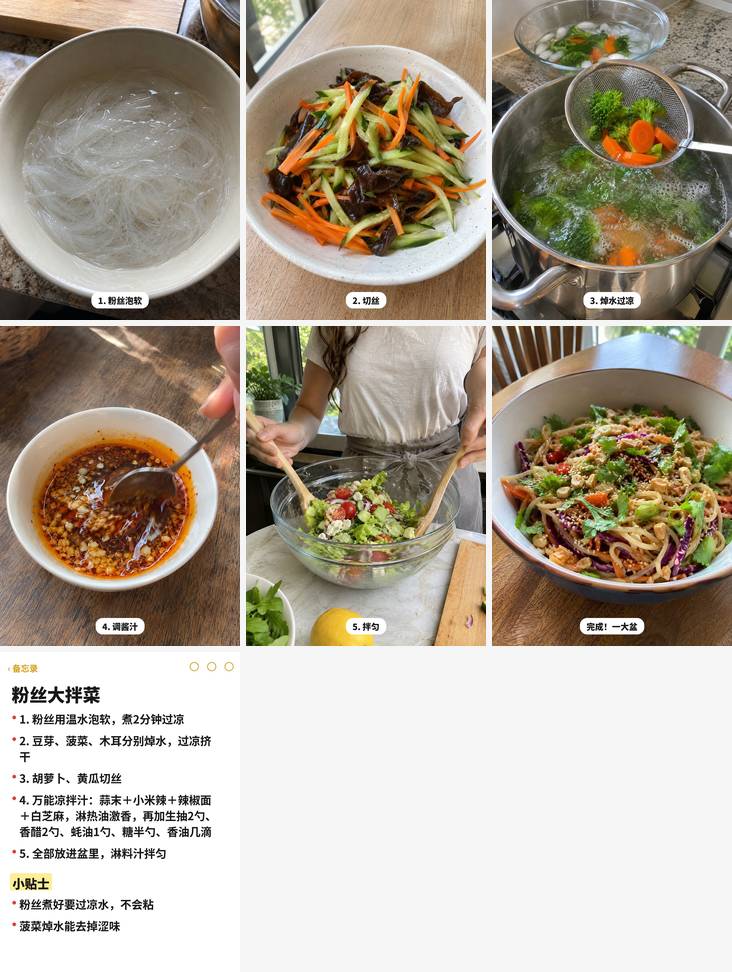 1. 粉丝泡软
2. 切丝
3. 焯水过凉
4. 调酱汁
5. 拌匀
完成！一大盆
‹ 备忘录
粉丝大拌菜
• 1. 粉丝用温水泡软，煮2分钟过凉
• 2. 豆芽、菠菜、木耳分别焯水，过凉挤
干
• 3. 胡萝卜、黄瓜切丝
• 4. 万能凉拌汁：蒜末＋小米辣＋辣椒面
＋白芝麻，淋热油激香，再加生抽2勺、
香醋2勺、蚝油1勺、糖半勺、香油几滴
• 5. 全部放进盆里，淋料汁拌匀
小贴士
• 粉丝煮好要过凉水，不会粘
• 菠菜焯水能去掉涩味